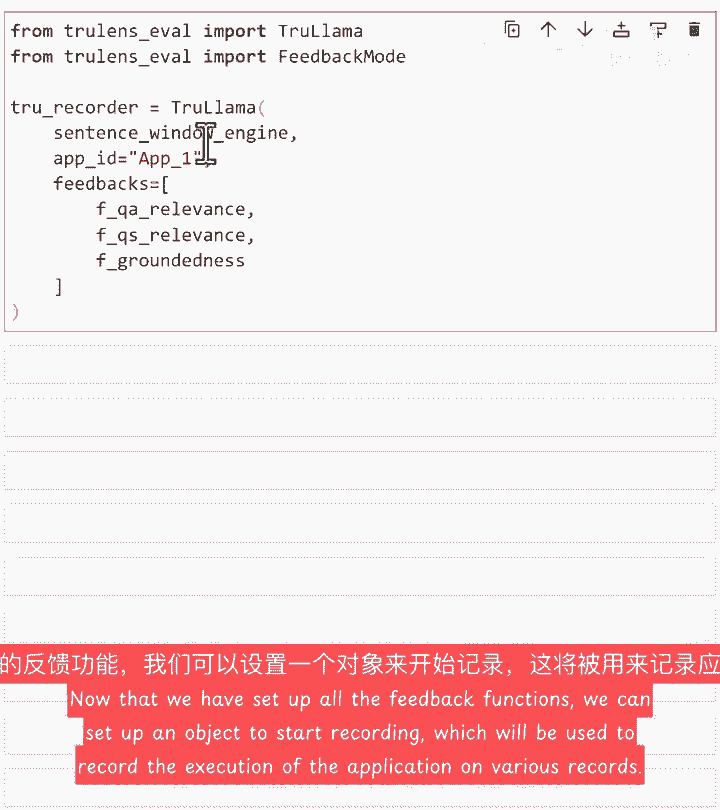 from trulens_eval import TruLlama
from trulens_eval import FeedbackMode
tru_recorder = TruLlama(
    sentence_window_engine,
    app_id="App_1",
    feedbacks=[
        f_qa_relevance,
        f_qs_relevance,
        f_groundedness
    ]
)
的反馈功能，我们可以设置一个对象来开始记录，这将被用来记录应
Now that we have set up all the feedback functions, we can
set up an object to start recording, which will be used to
record the execution of the application on various records.